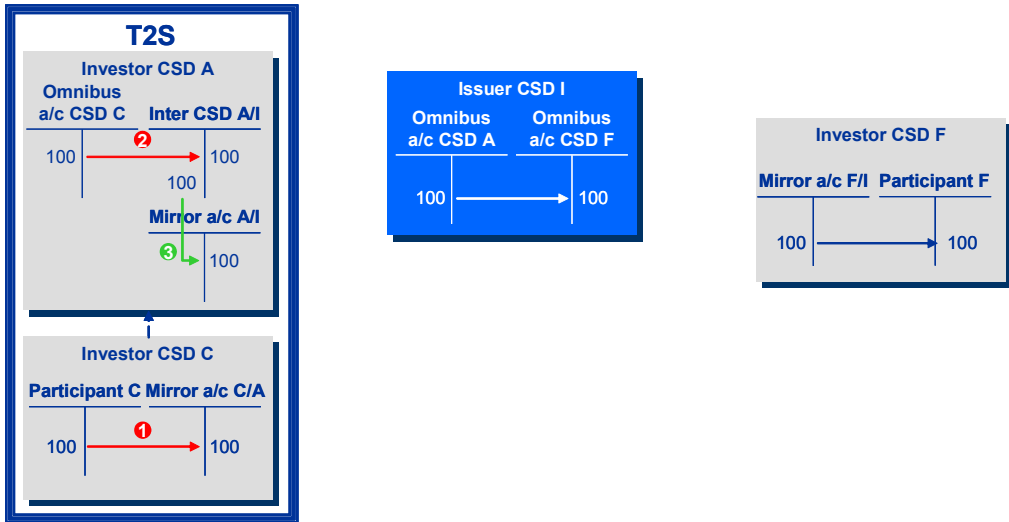 T2S
Investor CSD A
Omnibus
a/c CSD C Inter CSD A/I
2
100 100
100
Mirror a/c A/I
3
100
Investor CSD C
Participant C Mirror a/c C/A
1
100 100
Issuer CSD I
Omnibus Omnibus
a/c CSD A a/c CSD F
100 100
Investor CSD F
Mirror a/c F/I Participant F
100 100